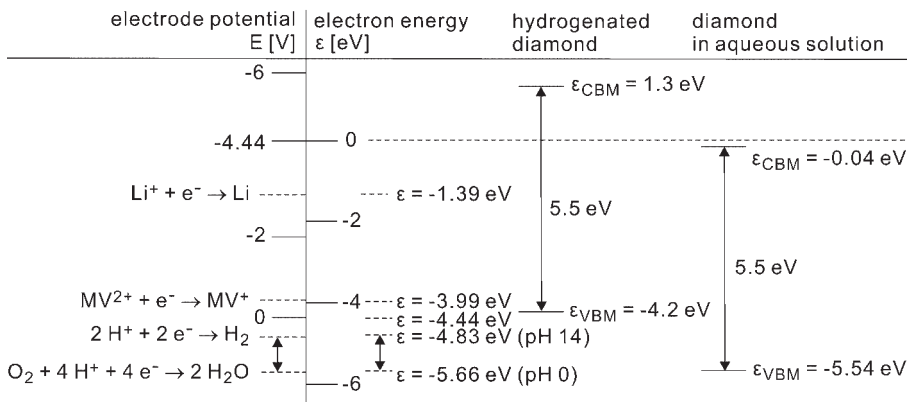 electrode potential electron energy hydrogenated diamond
E [V] ε [eV] diamond in aqueous solution
-6
εCBM = 1.3 eV
-4.44 0
εCBM = -0.04 eV
Li⁺ + e⁻ → Li ε = -1.39 eV
5.5 eV
-2
-2
5.5 eV
MV²⁺ + e⁻ → MV⁺ -4 ε = -3.99 eV
εVBM = -4.2 eV
0 ε = -4.44 eV
2 H⁺ + 2 e⁻ → H₂ ε = -4.83 eV (pH 14)
O₂ + 4 H⁺ + 4 e⁻ → 2 H₂O ε = -5.66 eV (pH 0)
εVBM = -5.54 eV
-6